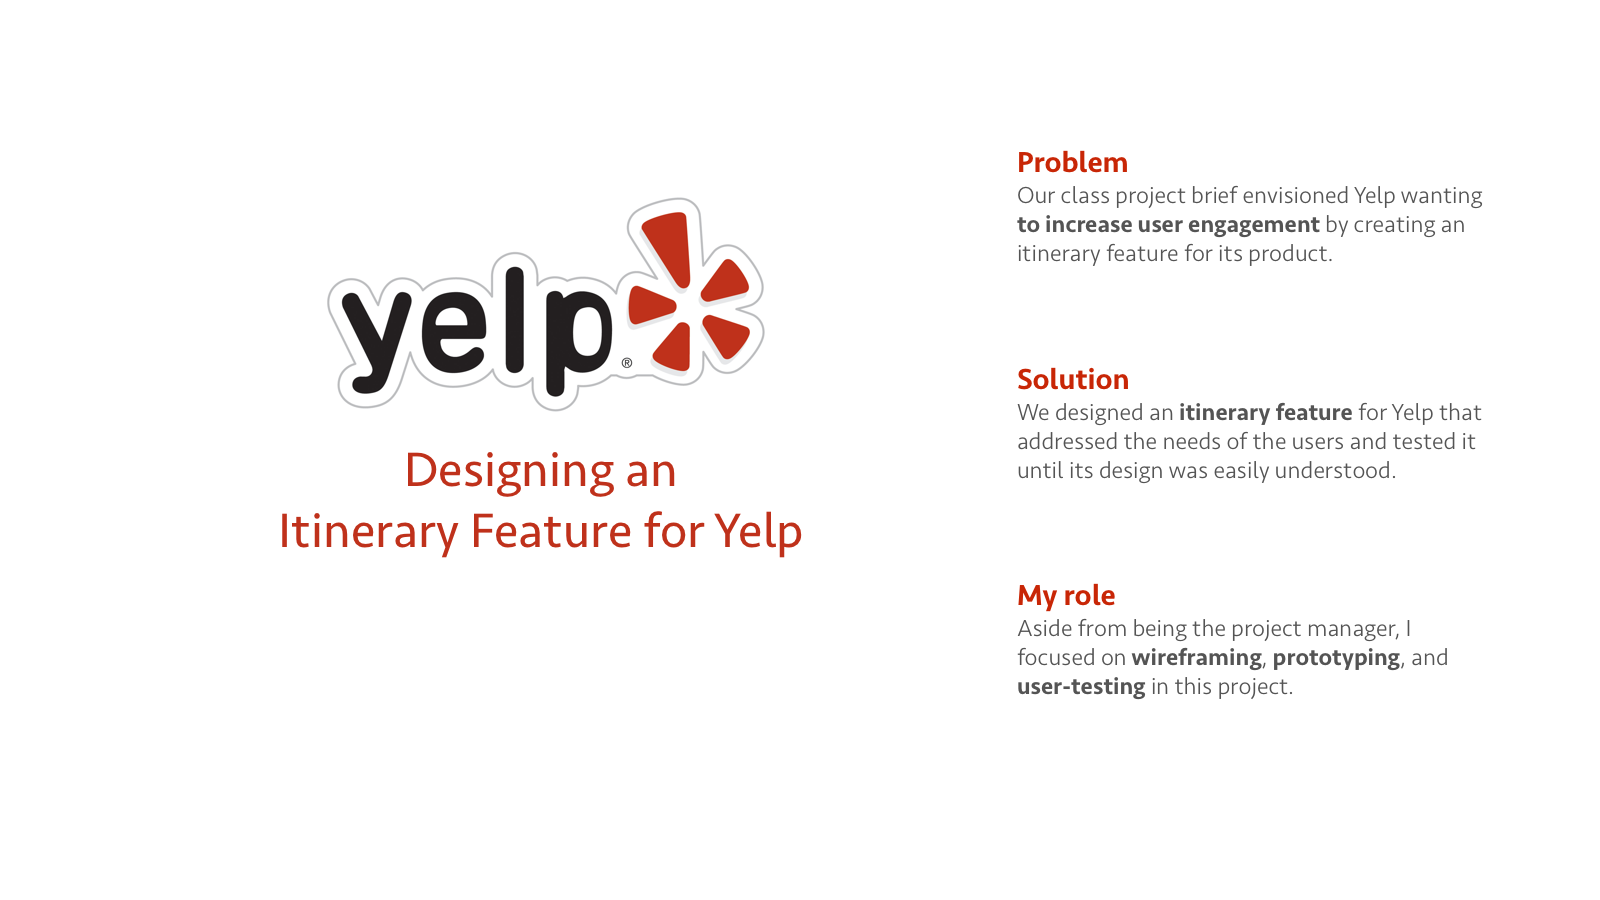 yelp
®
Designing an
Itinerary Feature for Yelp
Problem
Our class project brief envisioned Yelp wanting
to increase user engagement by creating an
itinerary feature for its product.
Solution
We designed an itinerary feature for Yelp that
addressed the needs of the users and tested it
until its design was easily understood.
My role
Aside from being the project manager, I
focused on wireframing, prototyping, and
user-testing in this project.